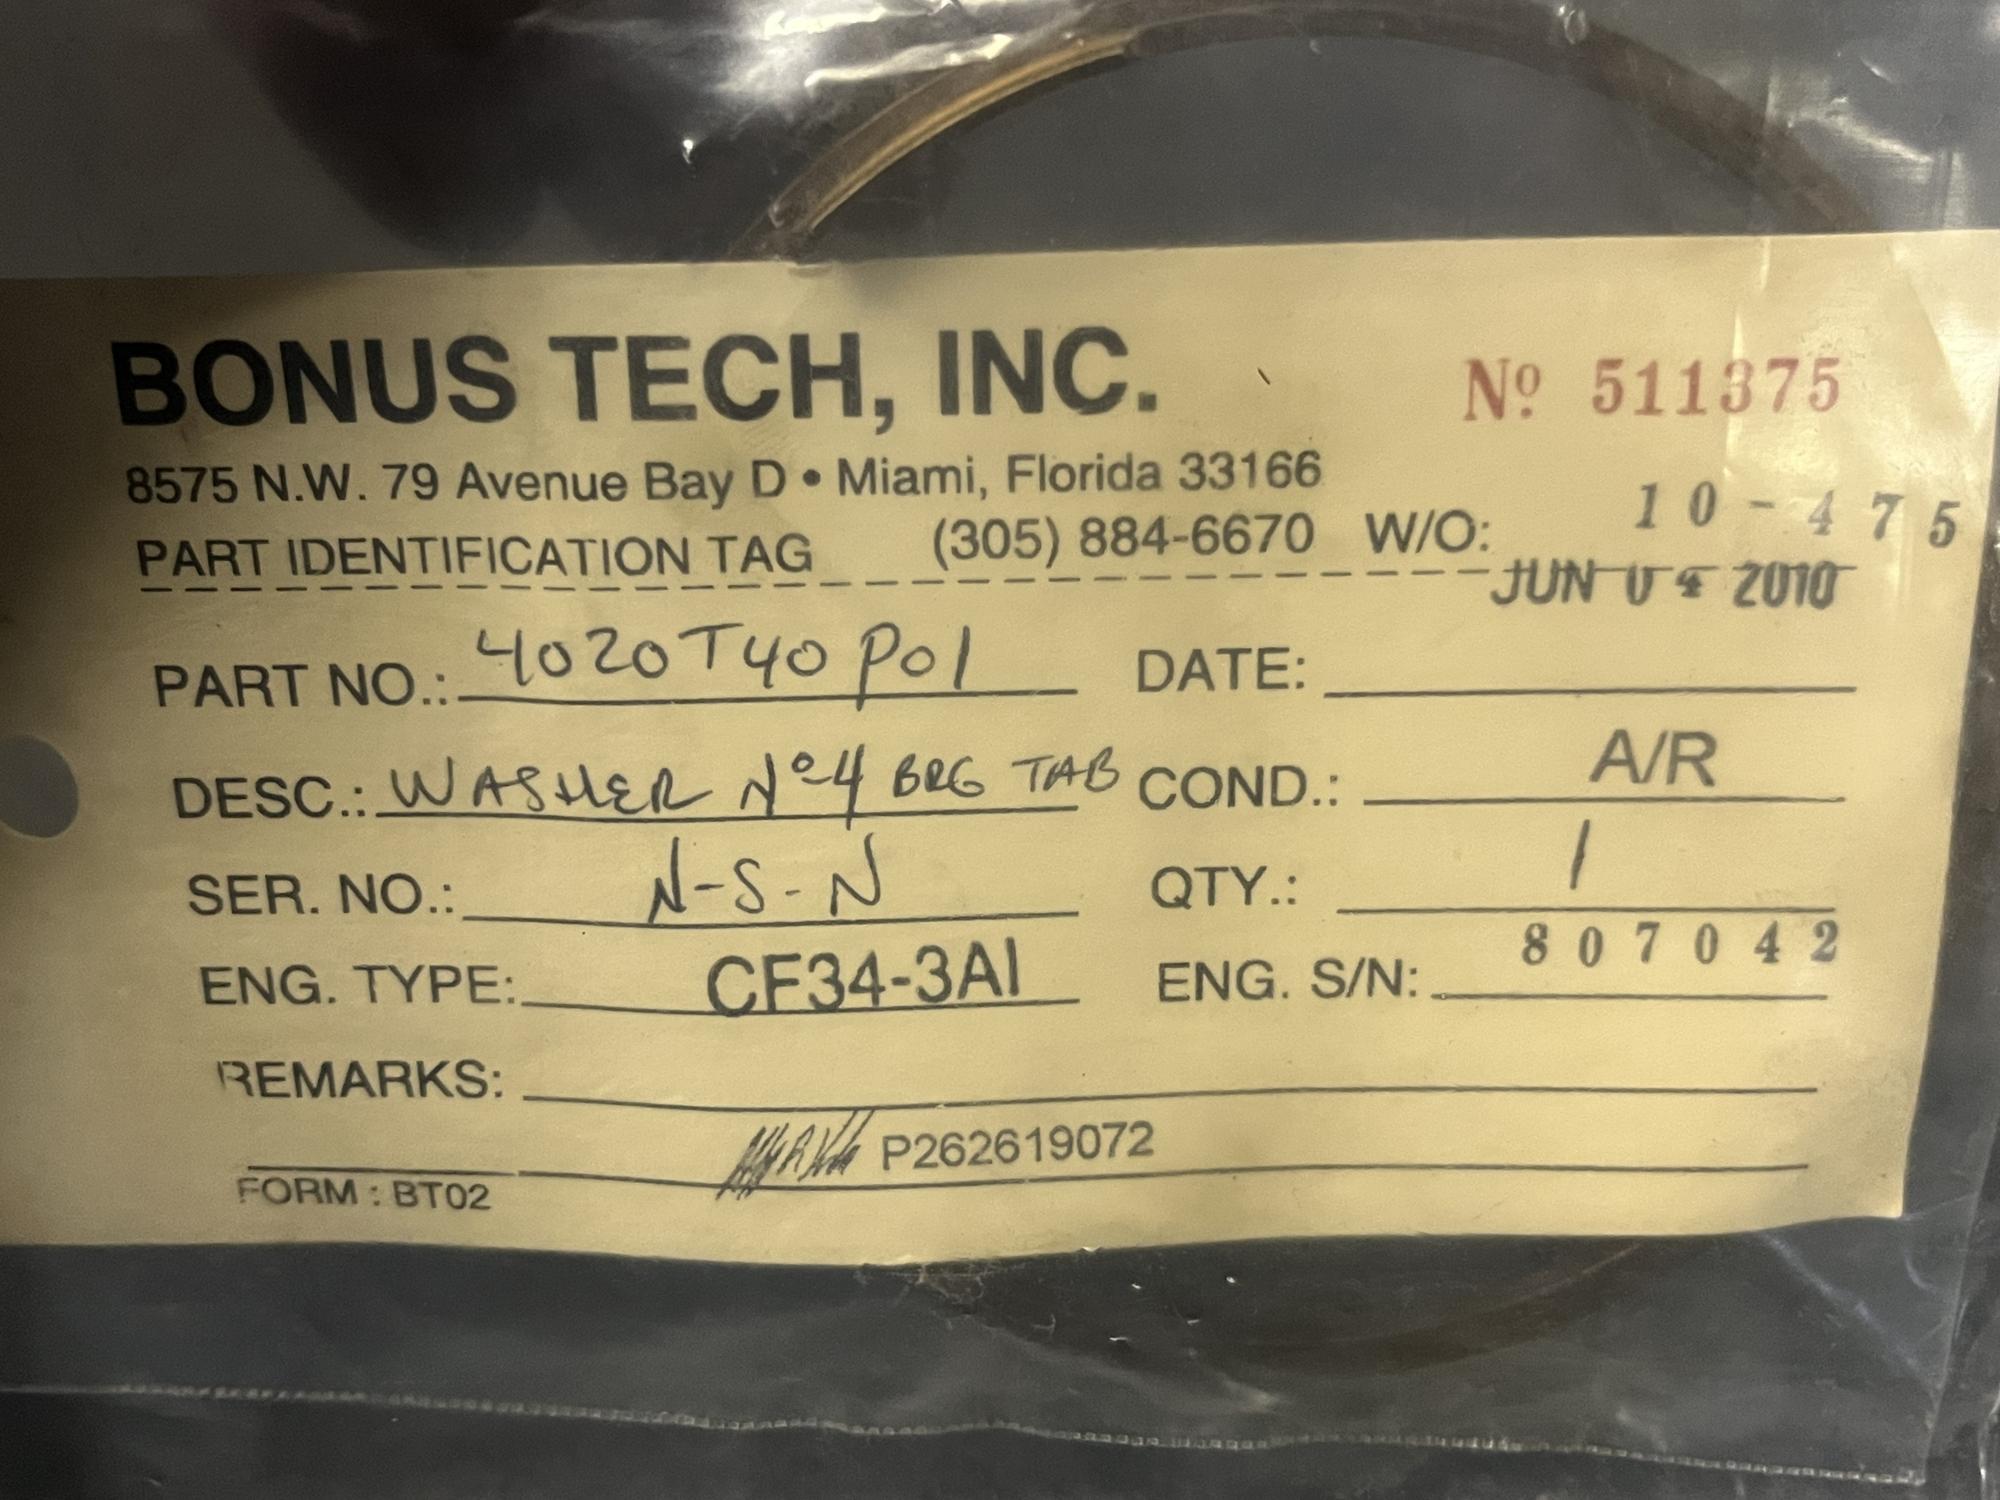 BONUS TECH, INC.
Nº 511375
8575 N.W. 79 Avenue Bay D • Miami, Florida 33166
PART IDENTIFICATION TAG (305) 884-6670 W/O: 10-475
JUN 04 2010
PART NO.: 4020T40P01 DATE:
DESC.: WASHER Nº4 BRG TAB COND.: A/R
SER. NO.: N-S-N QTY.: 1
ENG. TYPE: CF34-3A1 ENG. S/N: 807042
REMARKS:
P262619072
FORM : BT02